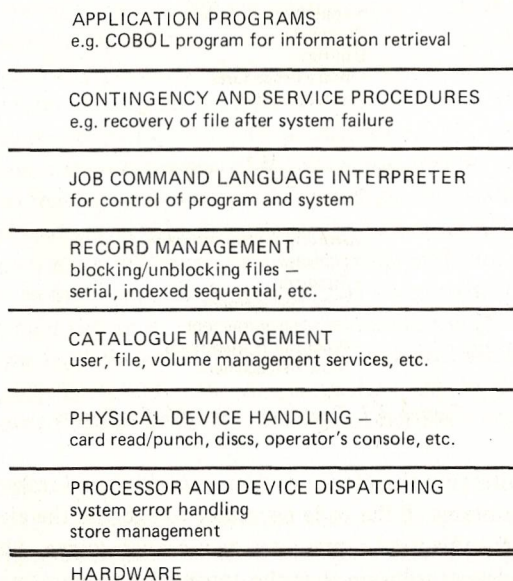 APPLICATION PROGRAMS
e.g. COBOL program for information retrieval
CONTINGENCY AND SERVICE PROCEDURES
e.g. recovery of file after system failure
JOB COMMAND LANGUAGE INTERPRETER
for control of program and system
RECORD MANAGEMENT
blocking/unblocking files –
serial, indexed sequential, etc.
CATALOGUE MANAGEMENT
user, file, volume management services, etc.
PHYSICAL DEVICE HANDLING –
card read/punch, discs, operator's console, etc.
PROCESSOR AND DEVICE DISPATCHING
system error handling
store management
HARDWARE